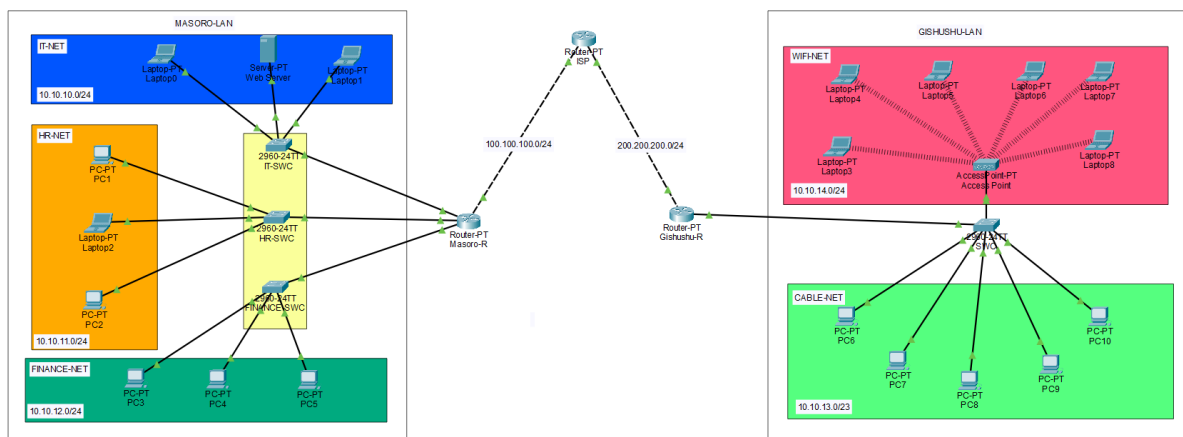 MASORO-LAN
IT-NET
Laptop-PT
Laptop0
Server-PT
Web Server
Laptop-PT
Laptop1
10.10.10.0/24
HR-NET
PC-PT
PC1
Laptop-PT
Laptop2
PC-PT
PC2
10.10.11.0/24
2960-24TT
IT-SWC
2960-24TT
HR-SWC
2960-24TT
FINANCE-SWC
FINANCE-NET
PC-PT
PC3
PC-PT
PC4
PC-PT
PC5
10.10.12.0/24
Router-PT
Masoro-R
100.100.100.0/24
Router-PT
ISP
200.200.200.0/24
Router-PT
Gishushu-R
GISHUSHU-LAN
WIFI-NET
Laptop-PT
Laptop4
Laptop-PT
Laptop5
Laptop-PT
Laptop6
Laptop-PT
Laptop7
Laptop-PT
Laptop3
Laptop-PT
Laptop8
AccessPoint-PT
Access Point
10.10.14.0/24
2960-24TT
SWC
CABLE-NET
PC-PT
PC6
PC-PT
PC7
PC-PT
PC8
PC-PT
PC9
PC-PT
PC10
10.10.13.0/23